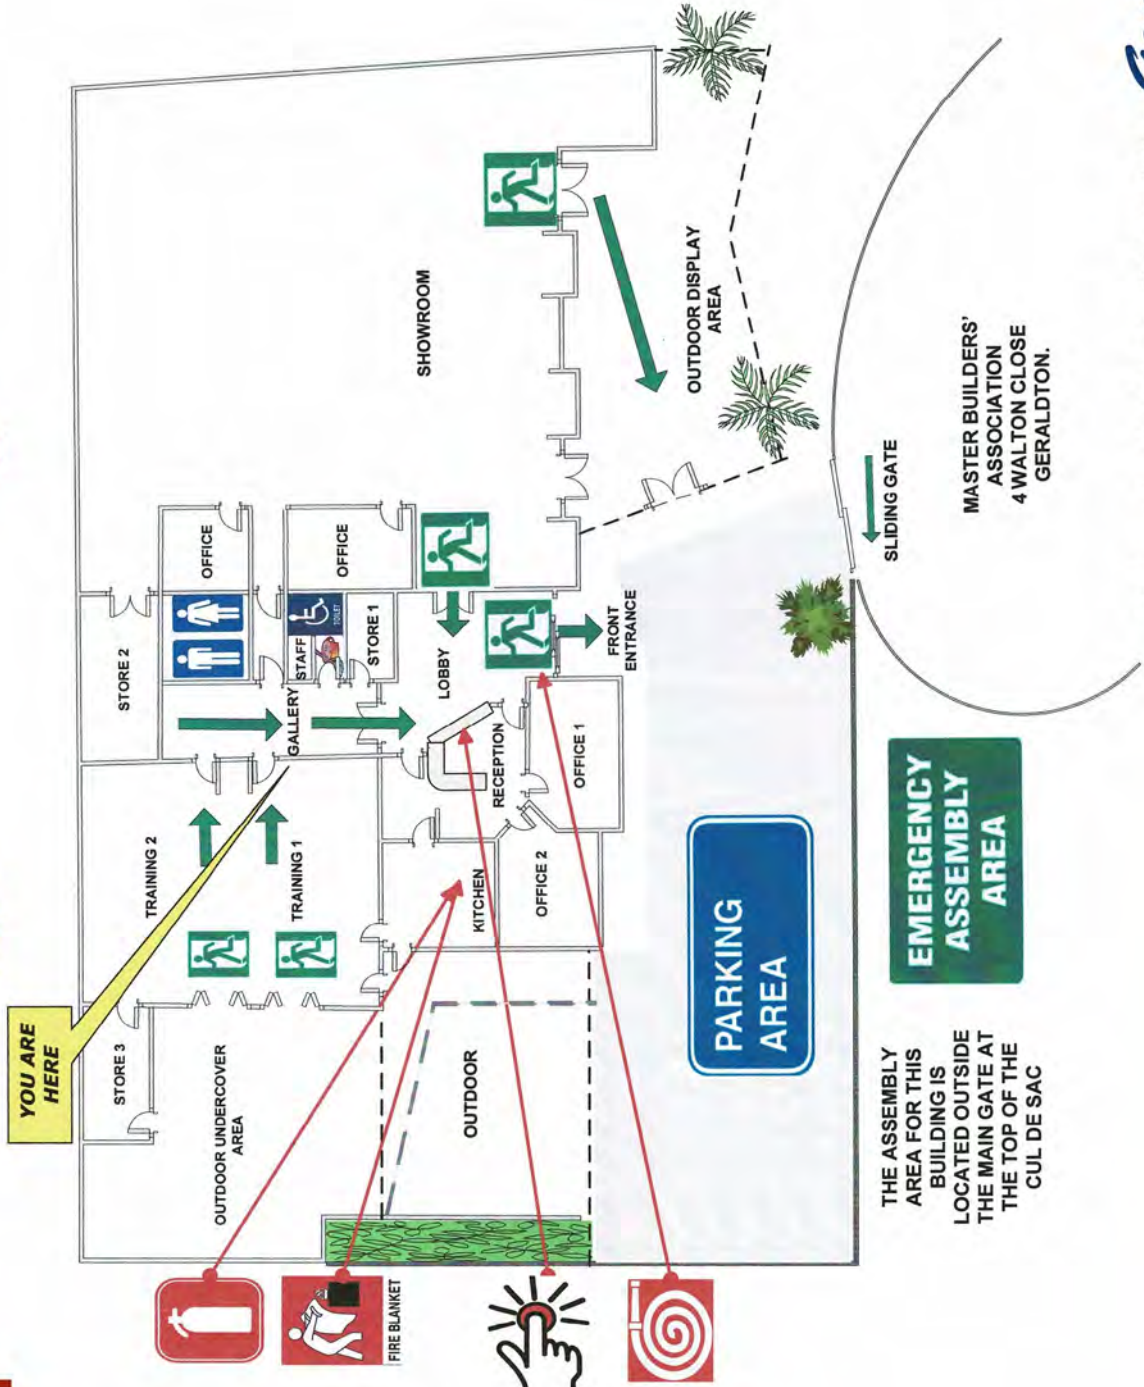 YOU ARE
HERE
STORE 3
OUTDOOR UNDERCOVER
AREA
TRAINING 2
TRAINING 1
STORE 2
GALLERY
STAFF
TOILET
STORE 1
OFFICE
OFFICE
SHOWROOM
LOBBY
RECEPTION
KITCHEN
OFFICE 2
OFFICE 1
OUTDOOR
FRONT
ENTRANCE
OUTDOOR DISPLAY
AREA
FIRE BLANKET
PARKING
AREA
SLIDING GATE
THE ASSEMBLY
AREA FOR THIS
BUILDING IS
LOCATED OUTSIDE
THE MAIN GATE AT
THE TOP OF THE
CUL DE SAC
EMERGENCY
ASSEMBLY
AREA
MASTER BUILDERS'
ASSOCIATION
4 WALTON CLOSE
GERALDTON.